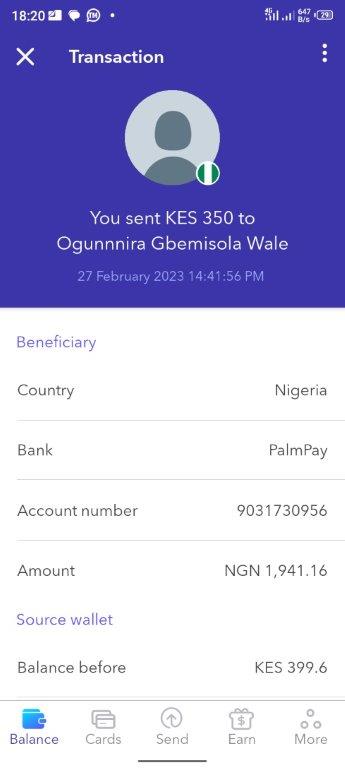 18:20
4G 647 B/s 29
Transaction
You sent KES 350 to
Ogunnnira Gbemisola Wale
27 February 2023 14:41:56 PM
Beneficiary
Country Nigeria
Bank PalmPay
Account number 9031730956
Amount NGN 1,941.16
Source wallet
Balance before KES 399.6
Balance Cards Send Earn More